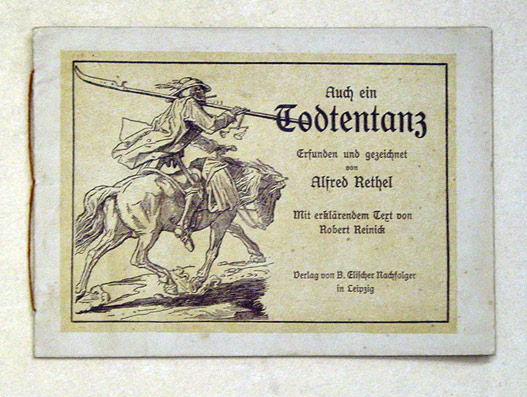 Auch ein
Todtentanz
Erfunden und gezeichnet
von
Alfred Rethel
Mit erklärendem Text von
Robert Reinick
Verlag von B. Elischer Nachfolger
in Leipzig